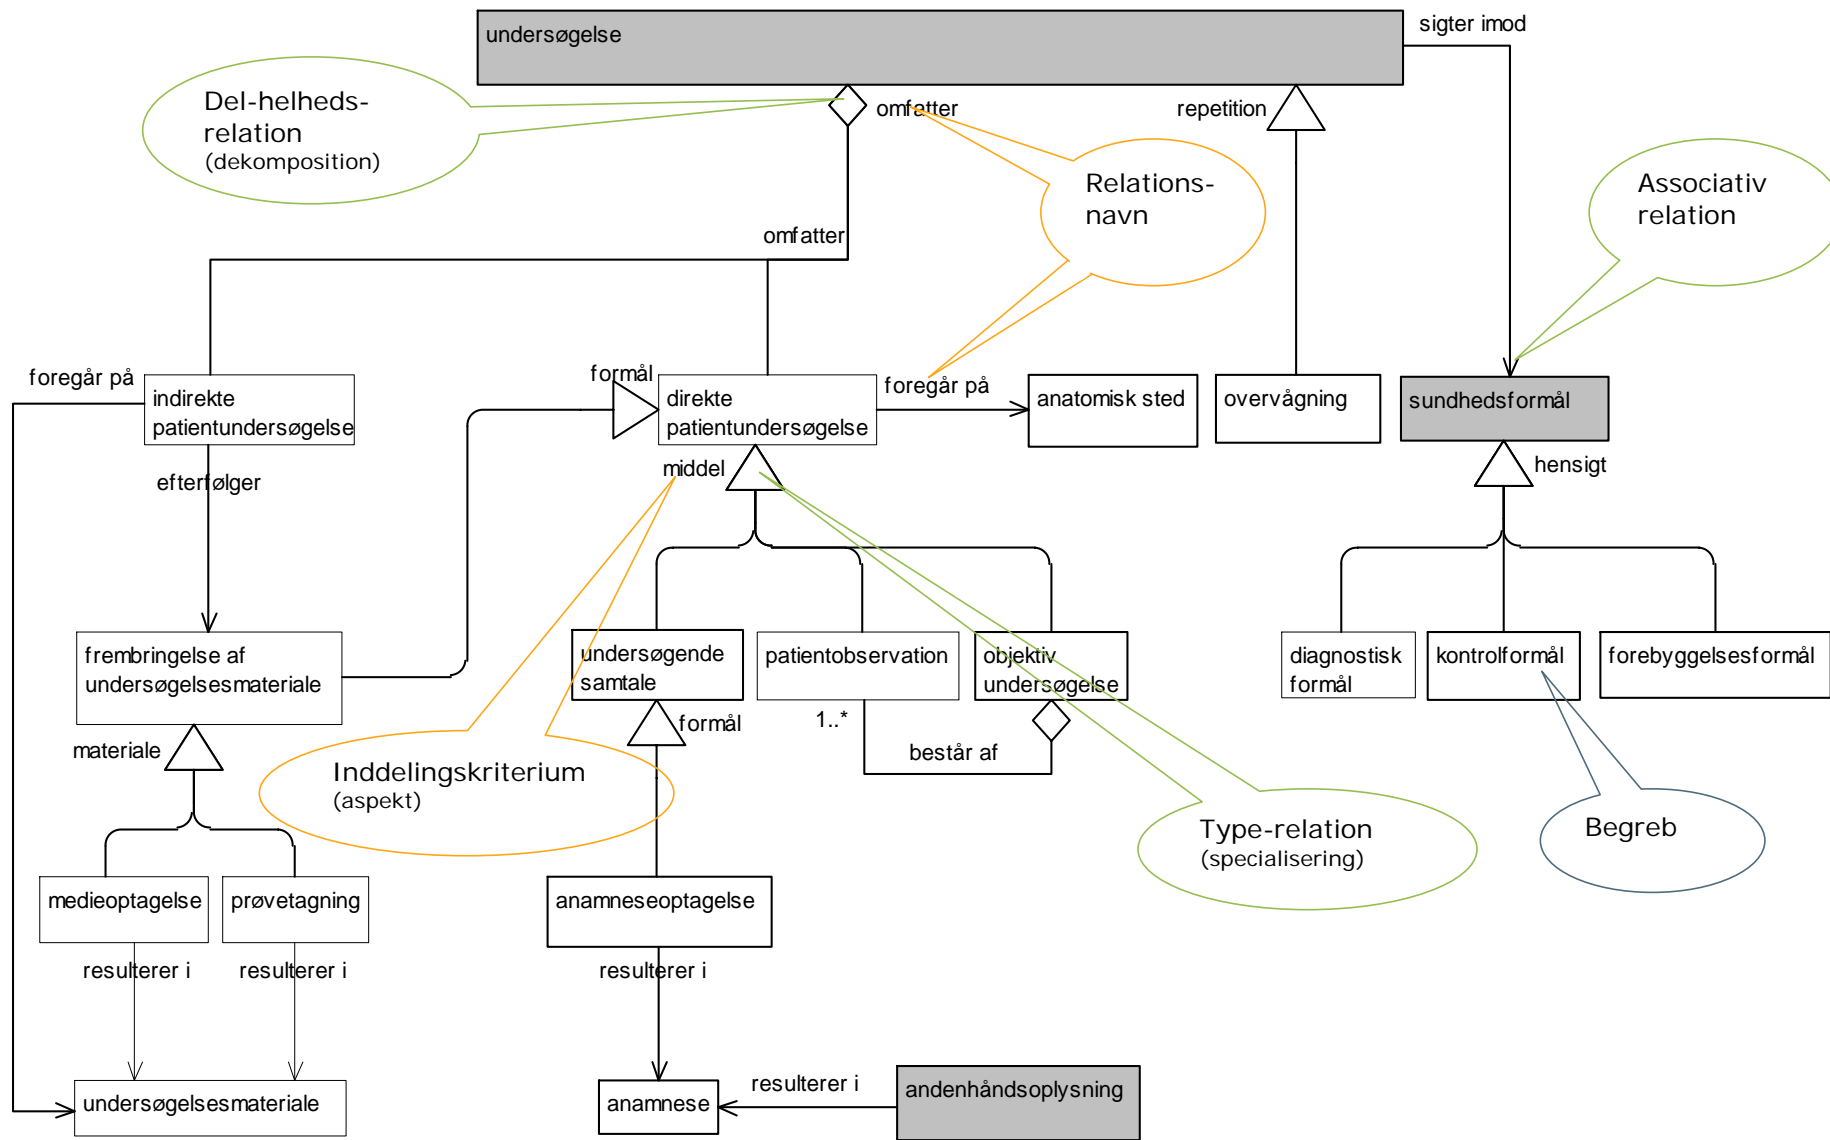 undersøgelse
sigter imod
Del-helheds-
relation
(dekomposition)
omfatter
repetition
Relations-
navn
Associativ
relation
omfatter
foregår på
indirekte
patientundersøgelse
formål
direkte
patientundersøgelse
foregår på
anatomisk sted
overvågning
sundhedsformål
efterfølger
middel
hensigt
frembringelse af
undersøgelsesmateriale
undersøgende
samtale
patientobservation
objektiv
undersøgelse
diagnostisk
formål
kontrolformål
forebyggelsesformål
materiale
formål
1..*
består af
Inddelingskriterium
(aspekt)
Type-relation
(specialisering)
Begreb
medieoptagelse
prøvetagning
anamneseoptagelse
resulterer i
resulterer i
resulterer i
undersøgelsesmateriale
anamnese
resulterer i
andenhåndsoplysning